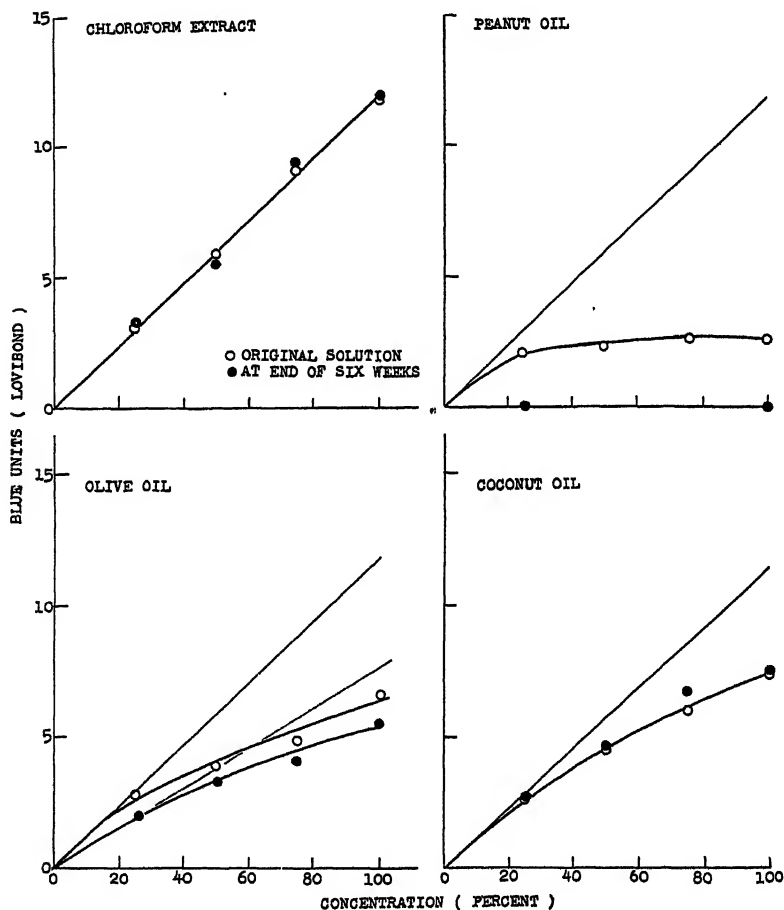 15
CHLOROFORM EXTRACT
PEANUT OIL
10
5
○ ORIGINAL SOLUTION
● AT END OF SIX WEEKS
0
BLUE UNITS ( LOVIBOND )
15
OLIVE OIL
COCONUT OIL
10
5
0
0 20 40 60 80 100
0 20 40 60 80 100
CONCENTRATION ( PERCENT )